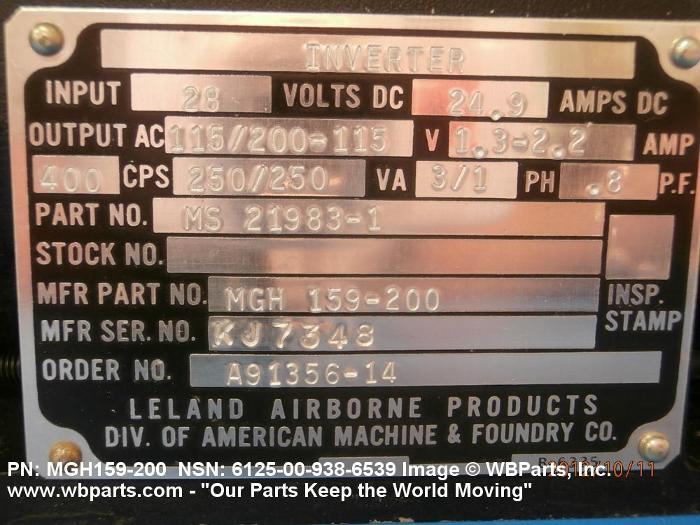 INVERTER
INPUT 28 VOLTS DC 24.9 AMPS DC
OUTPUT AC 115/200-115 V 1.3-2.2 AMP
400 CPS 250/250 VA 3/1 PH .8 P.F.
PART NO. MS 21983-1
STOCK NO.
MFR PART NO. MGH 159-200 INSP.
MFR SER. NO. KJ7348 STAMP
ORDER NO. A91356-14
LELAND AIRBORNE PRODUCTS
DIV. OF AMERICAN MACHINE & FOUNDRY CO.
PN: MGH159-200 NSN: 6125-00-938-6539 Image © WBParts, Inc.
www.wbparts.com - "Our Parts Keep the World Moving"